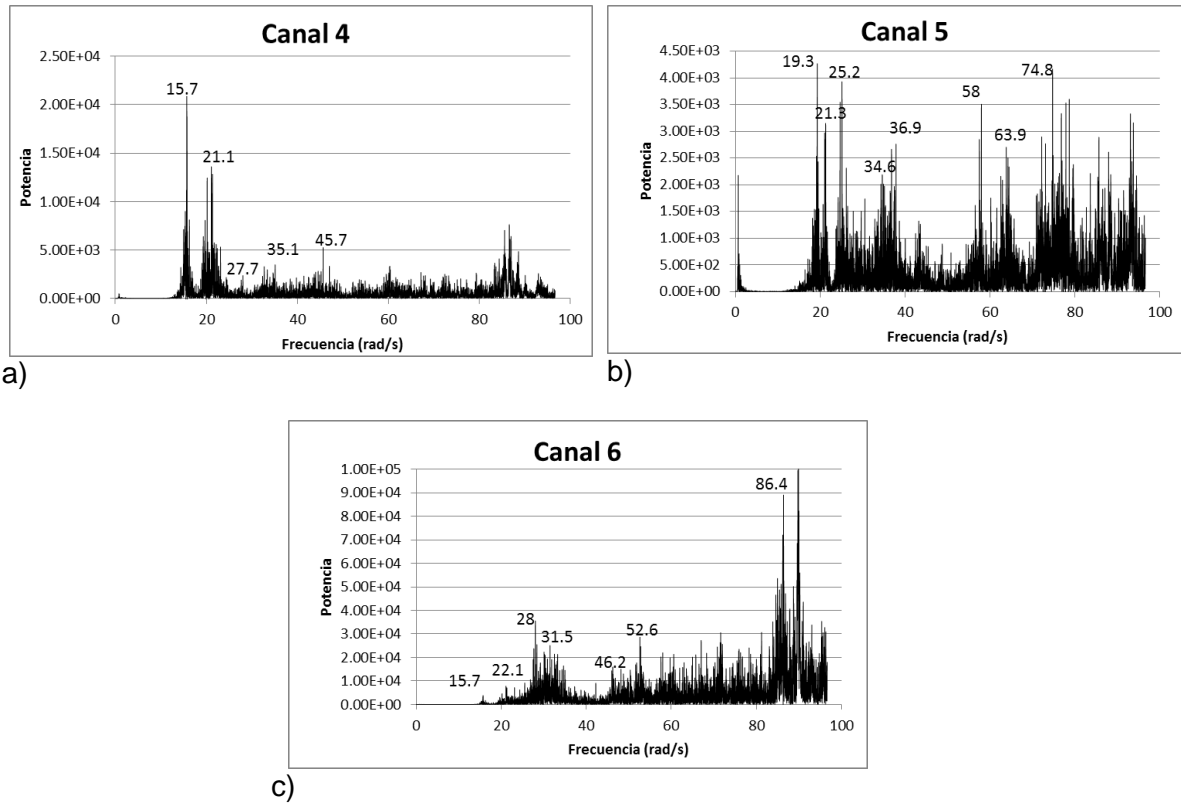 Canal 4
2.50E+04
2.00E+04
1.50E+04
1.00E+04
5.00E+03
0.00E+00
Potencia
15.7
21.1
27.7
35.1
45.7
0 20 40 60 80 100
Frecuencia (rad/s)
a)
Canal 5
4.50E+03
4.00E+03
3.50E+03
3.00E+03
2.50E+03
2.00E+03
1.50E+03
1.00E+03
5.00E+02
0.00E+00
Potencia
19.3
25.2
21.3
34.6
36.9
58
63.9
74.8
0 20 40 60 80 100
Frecuencia (rad/s)
b)
Canal 6
1.00E+05
9.00E+04
8.00E+04
7.00E+04
6.00E+04
5.00E+04
4.00E+04
3.00E+04
2.00E+04
1.00E+04
0.00E+00
Potencia
15.7
22.1
28
31.5
46.2
52.6
86.4
0 20 40 60 80 100
Frecuencia (rad/s)
c)